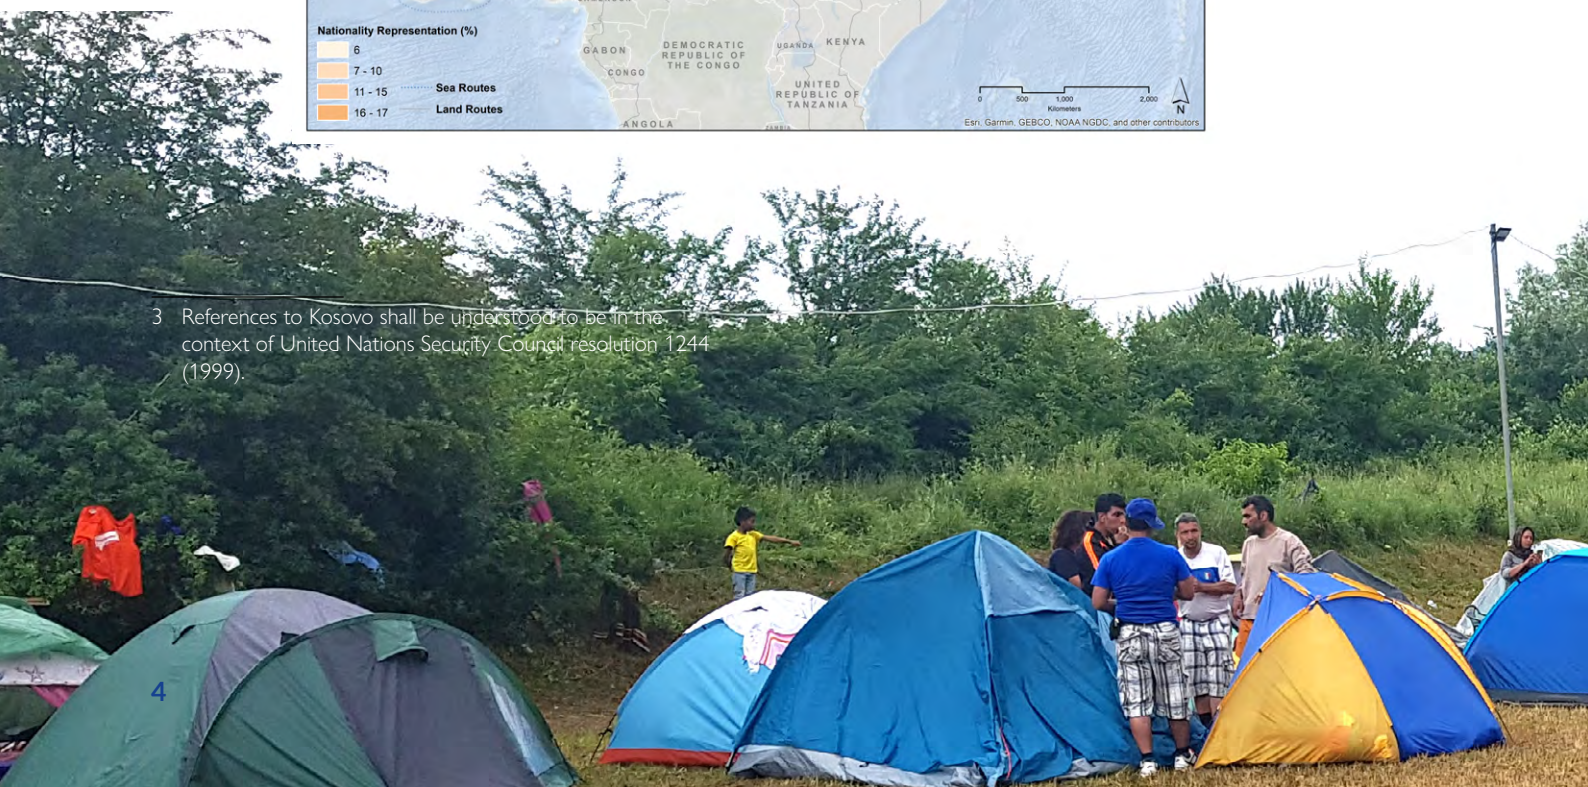 Nationality Representation (%)
6
7 - 10
11 - 15
16 - 17
Sea Routes
Land Routes
GABON
CONGO
DEMOCRATIC
REPUBLIC OF
THE CONGO
UGANDA
KENYA
UNITED
REPUBLIC OF
TANZANIA
ANGOLA
ZAMBIA
0 500 1,000 2,000
Kilometers
N
Esri, Garmin, GEBCO, NOAA NGDC, and other contributors
3 References to Kosovo shall be understood to be in the
context of United Nations Security Council resolution 1244
(1999).
4